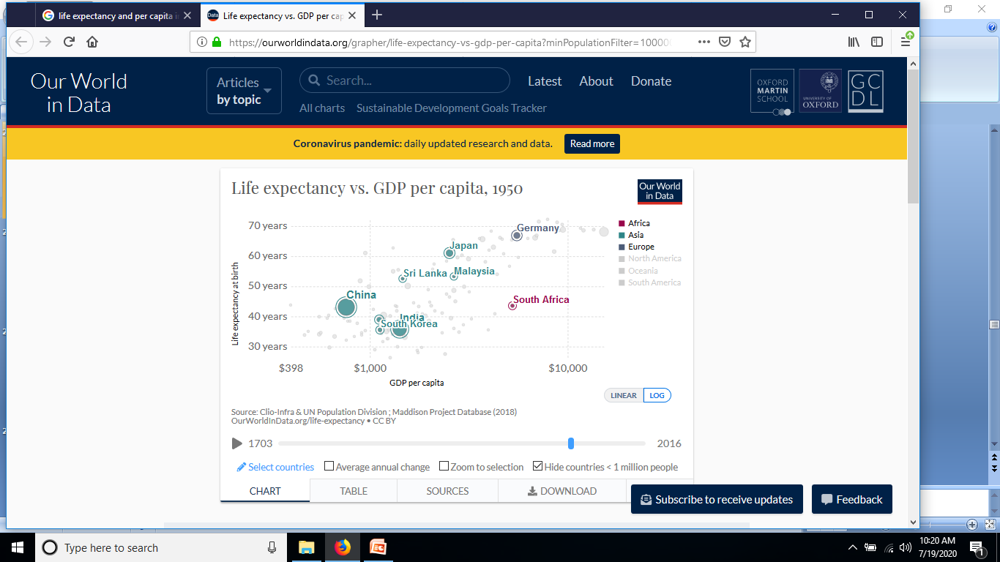 life expectancy and per capita i
Life expectancy vs. GDP per cap
https://ourworldindata.org/grapher/life-expectancy-vs-gdp-per-capita?minPopulationFilter=100000
Our World
in Data
Articles
by topic
Search...
Latest
About
Donate
All charts
Sustainable Development Goals Tracker
OXFORD
MARTIN
SCHOOL
UNIVERSITY OF
OXFORD
GC
DL
Coronavirus pandemic: daily updated research and data.
Read more
Life expectancy vs. GDP per capita, 1950
Our World
in Data
70 years
60 years
50 years
40 years
30 years
Life expectancy at birth
Germany
Japan
Sri Lanka
Malaysia
China
South Africa
India
South Korea
Africa
Asia
Europe
North America
Oceania
South America
$398
$1,000
$10,000
GDP per capita
LINEAR
LOG
Source: Clio-Infra & UN Population Division ; Maddison Project Database (2018)
OurWorldInData.org/life-expectancy • CC BY
1703
2016
Select countries
Average annual change
Zoom to selection
Hide countries < 1 million people
CHART
TABLE
SOURCES
DOWNLOAD
Subscribe to receive updates
Feedback
Type here to search
10:20 AM
7/19/2020
1